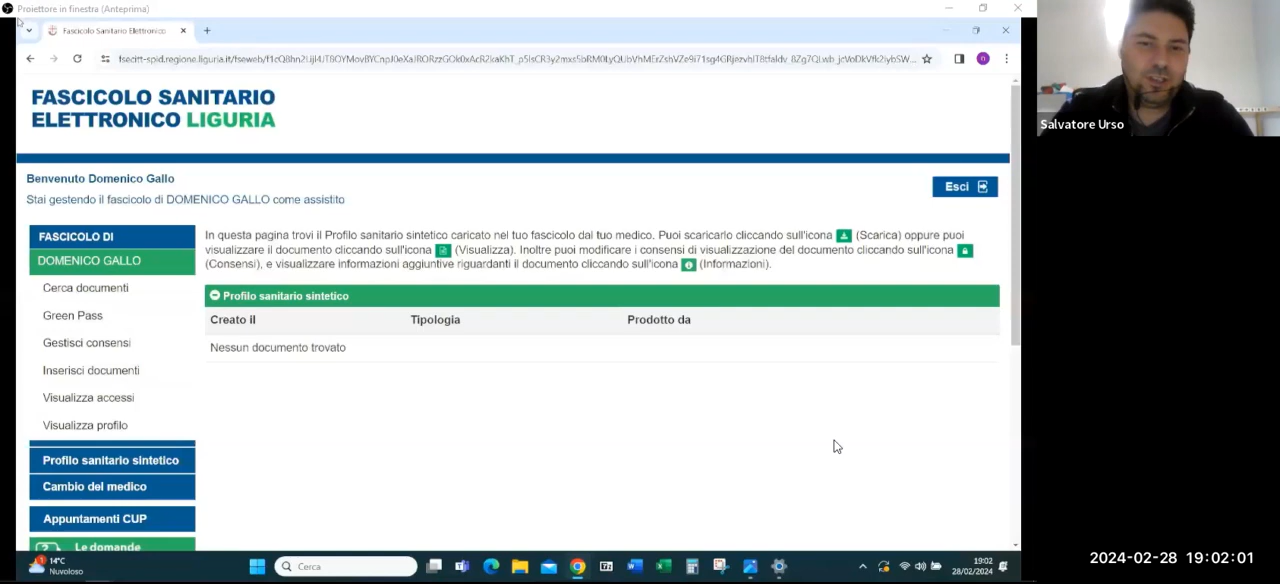 Proiettore in finestra (Anteprima)
Fascicolo Sanitario Elettronico
FASCICOLO SANITARIO
ELETTRONICO LIGURIA
Benvenuto Domenico Gallo
Stai gestendo il fascicolo di DOMENICO GALLO come assistito
Esci
FASCICOLO DI
DOMENICO GALLO
Cerca documenti
Green Pass
Gestisci consensi
Inserisci documenti
Visualizza accessi
Visualizza profilo
Profilo sanitario sintetico
Cambio del medico
Appuntamenti CUP
Le domande
In questa pagina trovi il Profilo sanitario sintetico caricato nel tuo fascicolo dal tuo medico. Puoi scaricarlo cliccando sull'icona (Scarica) oppure puoi
visualizzare il documento cliccando sull'icona (Visualizza). Inoltre puoi modificare i consensi di visualizzazione del documento cliccando sull'icona
(Consensi), e visualizzare informazioni aggiuntive riguardanti il documento cliccando sull'icona (Informazioni).
Profilo sanitario sintetico
Creato il Tipologia Prodotto da
Nessun documento trovato
Salvatore Urso
14°C
Nuvoloso
Cerca
19:02
28/02/2024
2024-02-28 19:02:01